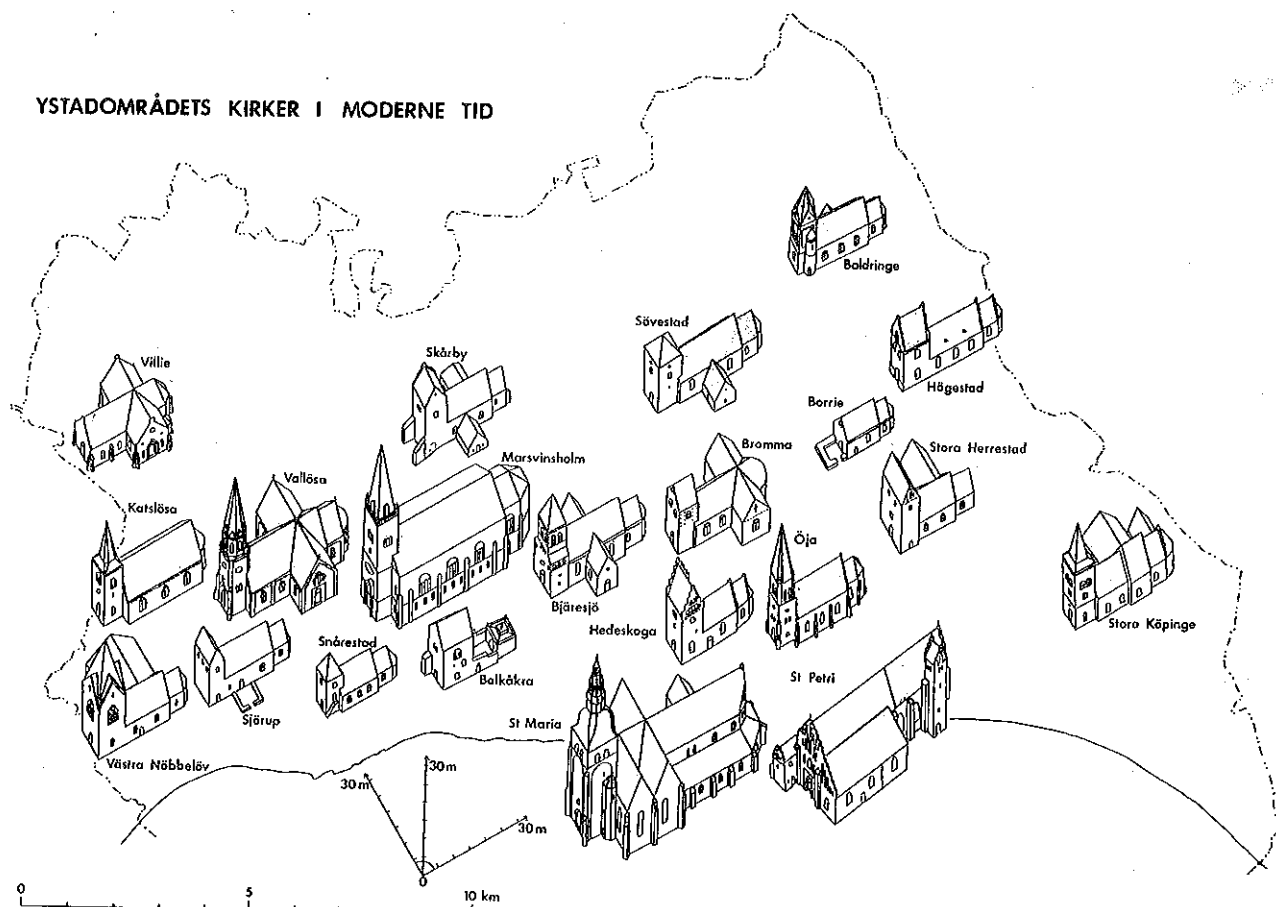 YSTADOMRÅDETS KIRKER I MODERNE TID
Baldringe
Sövestad
Villie
Skårby
Högestad
Borrie
Bromma
Stora Herrestad
Marsvinsholm
Vallösa
Katslösa
Öja
Bjäresjö
Hedeskoga
Stora Köpinge
Snårestad
Balkåkra
St Petri
Sjörup
St Maria
Västra Nöbbelöv
30m
30m
30m
0
0 5 10 km